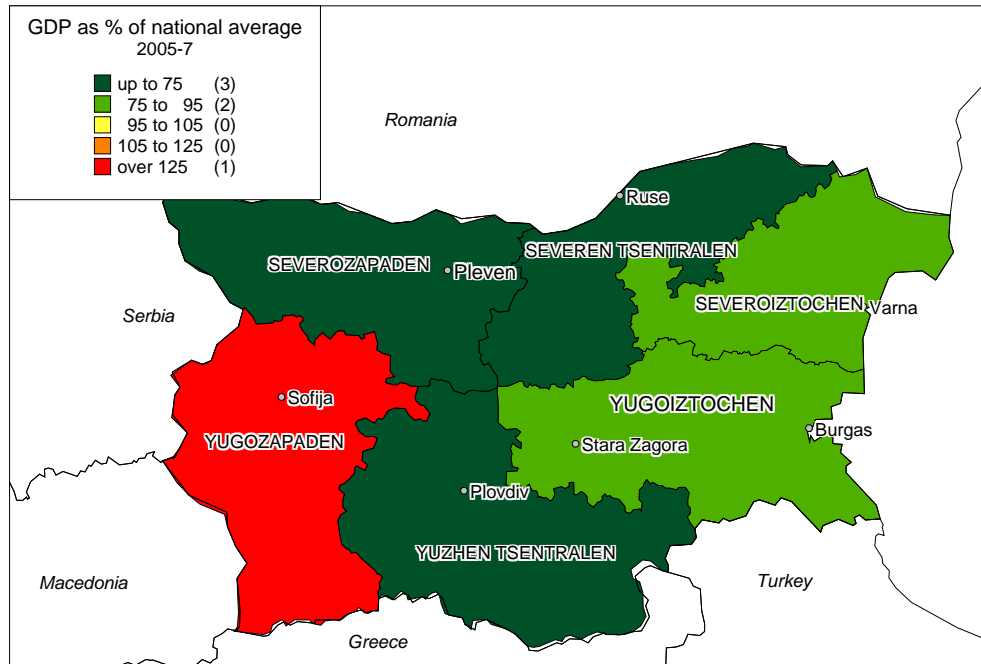 GDP as % of national average
2005-7
up to 75 (3)
75 to 95 (2)
95 to 105 (0)
105 to 125 (0)
over 125 (1)
Romania
Ruse
SEVEROZAPADEN
SEVEREN TSENTRALEN
Pleven
SEVEROIZTOCHEN
Varna
Serbia
Sofija
YUGOIZTOCHEN
YUGOZAPADEN
Stara Zagora
Burgas
Plovdiv
YUZHEN TSENTRALEN
Macedonia
Turkey
Greece